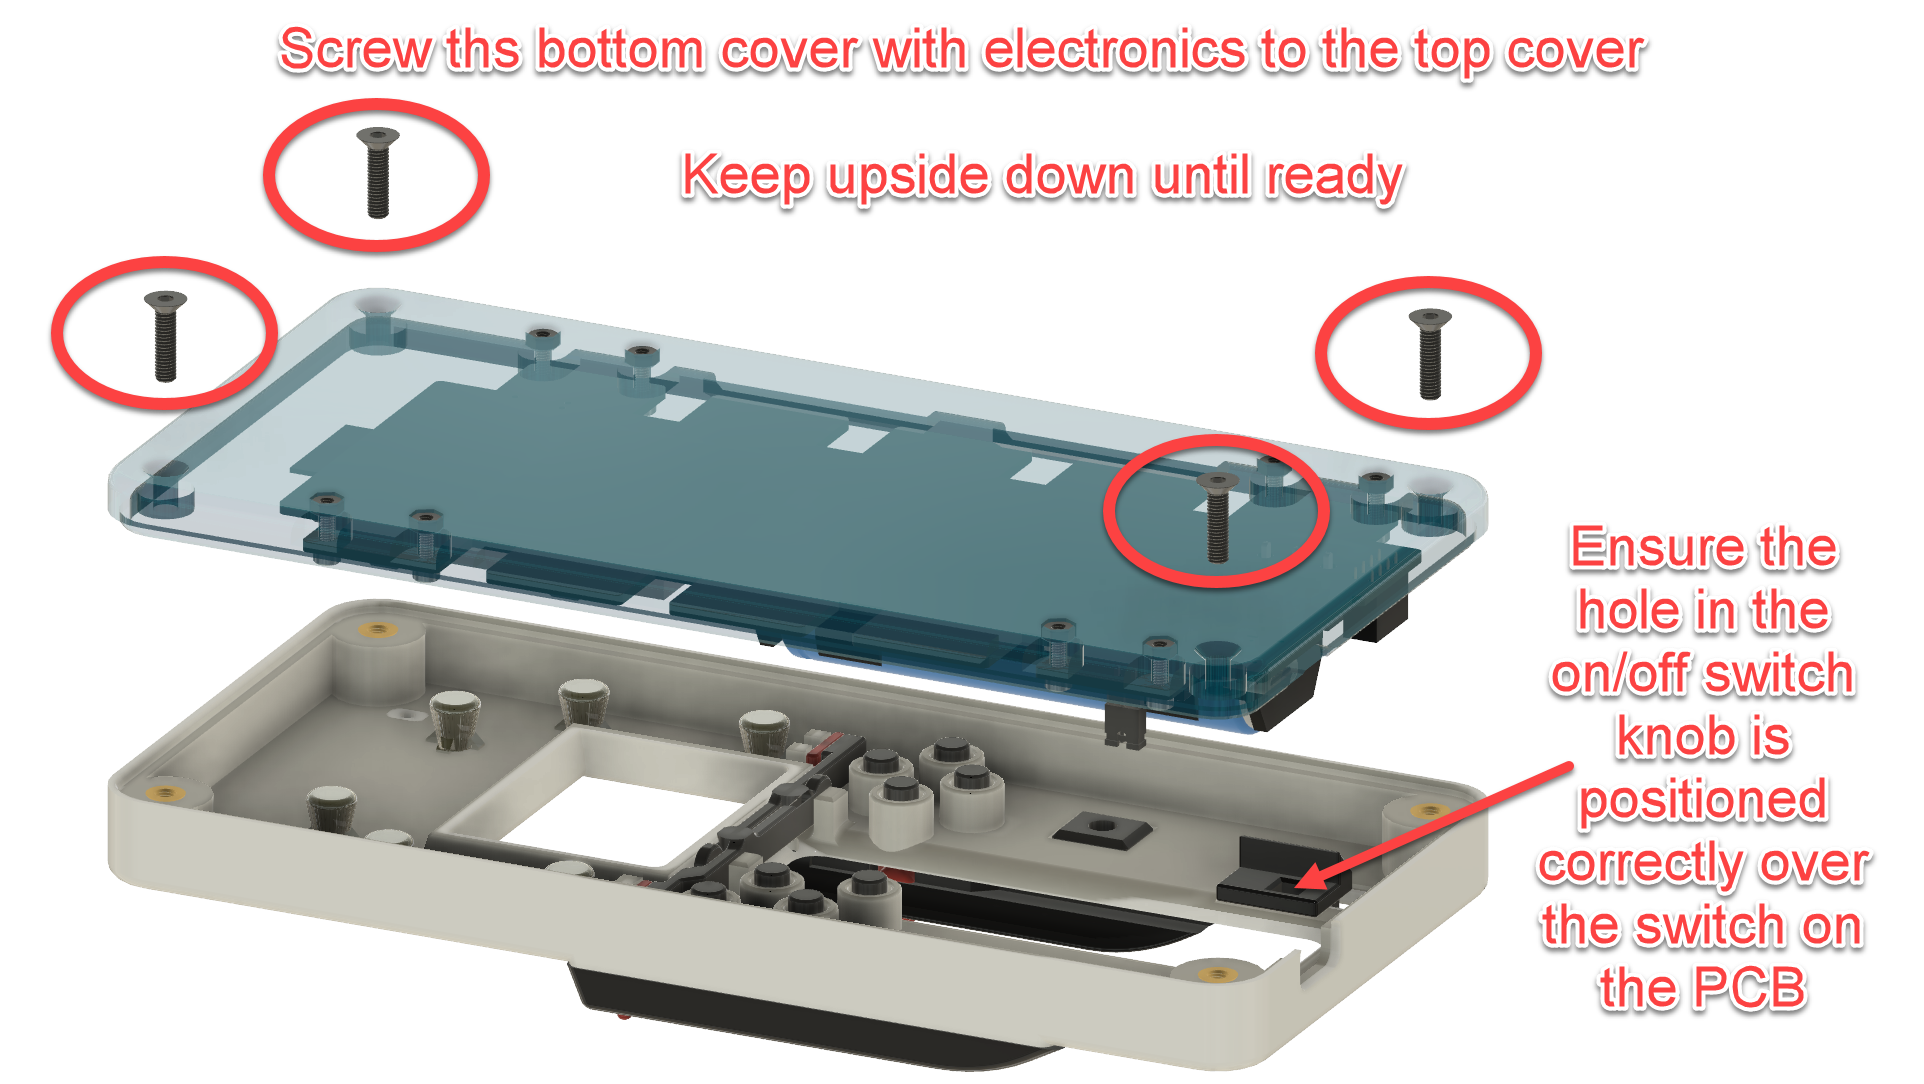 Screw ths bottom cover with electronics to the top cover
Keep upside down until ready
Ensure the
hole in the
on/off switch
knob is
positioned
correctly over
the switch on
the PCB